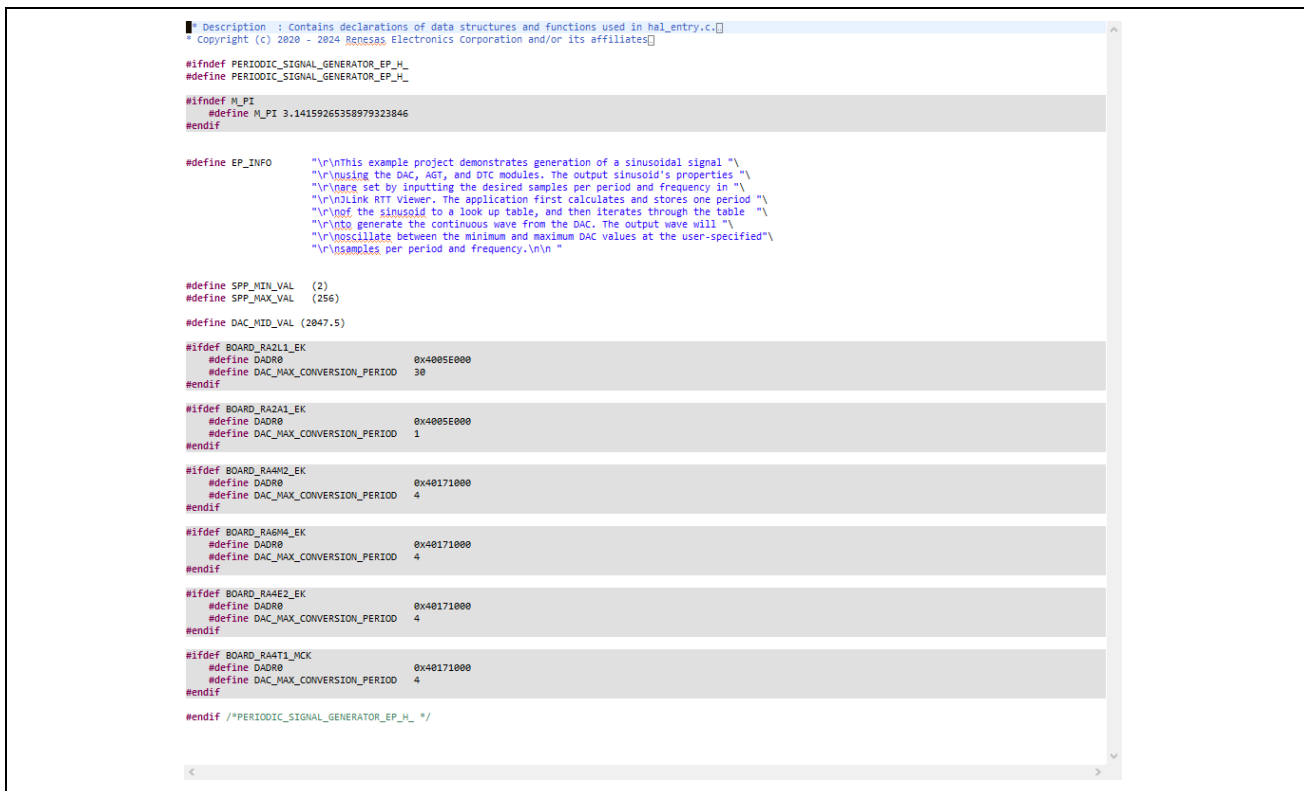 * Description  : Contains declarations of data structures and functions used in hal_entry.c.
* Copyright (c) 2020 - 2024 Renesas Electronics Corporation and/or its affiliates
#ifndef PERIODIC_SIGNAL_GENERATOR_EP_H_
#define PERIODIC_SIGNAL_GENERATOR_EP_H_
#ifndef M_PI
    #define M_PI 3.14159265358979323846
#endif
#define EP_INFO       "\r\nThis example project demonstrates generation of a sinusoidal signal "\
                      "\r\nusing the DAC, AGT, and DTC modules. The output sinusoid's properties "\
                      "\r\nare set by inputting the desired samples per period and frequency in "\
                      "\r\nJLink RTT Viewer. The application first calculates and stores one period "\
                      "\r\nof the sinusoid to a look up table, and then iterates through the table  "\
                      "\r\nto generate the continuous wave from the DAC. The output wave will "\
                      "\r\noscillate between the minimum and maximum DAC values at the user-specified"\
                      "\r\nsamples per period and frequency.\n\n "
#define SPP_MIN_VAL   (2)
#define SPP_MAX_VAL   (256)
#define DAC_MID_VAL (2047.5)
#ifdef BOARD_RA2L1_EK
    #define DADR0                       0x4005E000
    #define DAC_MAX_CONVERSION_PERIOD   30
#endif
#ifdef BOARD_RA2A1_EK
    #define DADR0                       0x4005E000
    #define DAC_MAX_CONVERSION_PERIOD   1
#endif
#ifdef BOARD_RA4M2_EK
    #define DADR0                       0x40171000
    #define DAC_MAX_CONVERSION_PERIOD   4
#endif
#ifdef BOARD_RA6M4_EK
    #define DADR0                       0x40171000
    #define DAC_MAX_CONVERSION_PERIOD   4
#endif
#ifdef BOARD_RA4E2_EK
    #define DADR0                       0x40171000
    #define DAC_MAX_CONVERSION_PERIOD   4
#endif
#ifdef BOARD_RA4T1_MCK
    #define DADR0                       0x40171000
    #define DAC_MAX_CONVERSION_PERIOD   4
#endif
#endif /*PERIODIC_SIGNAL_GENERATOR_EP_H_ */